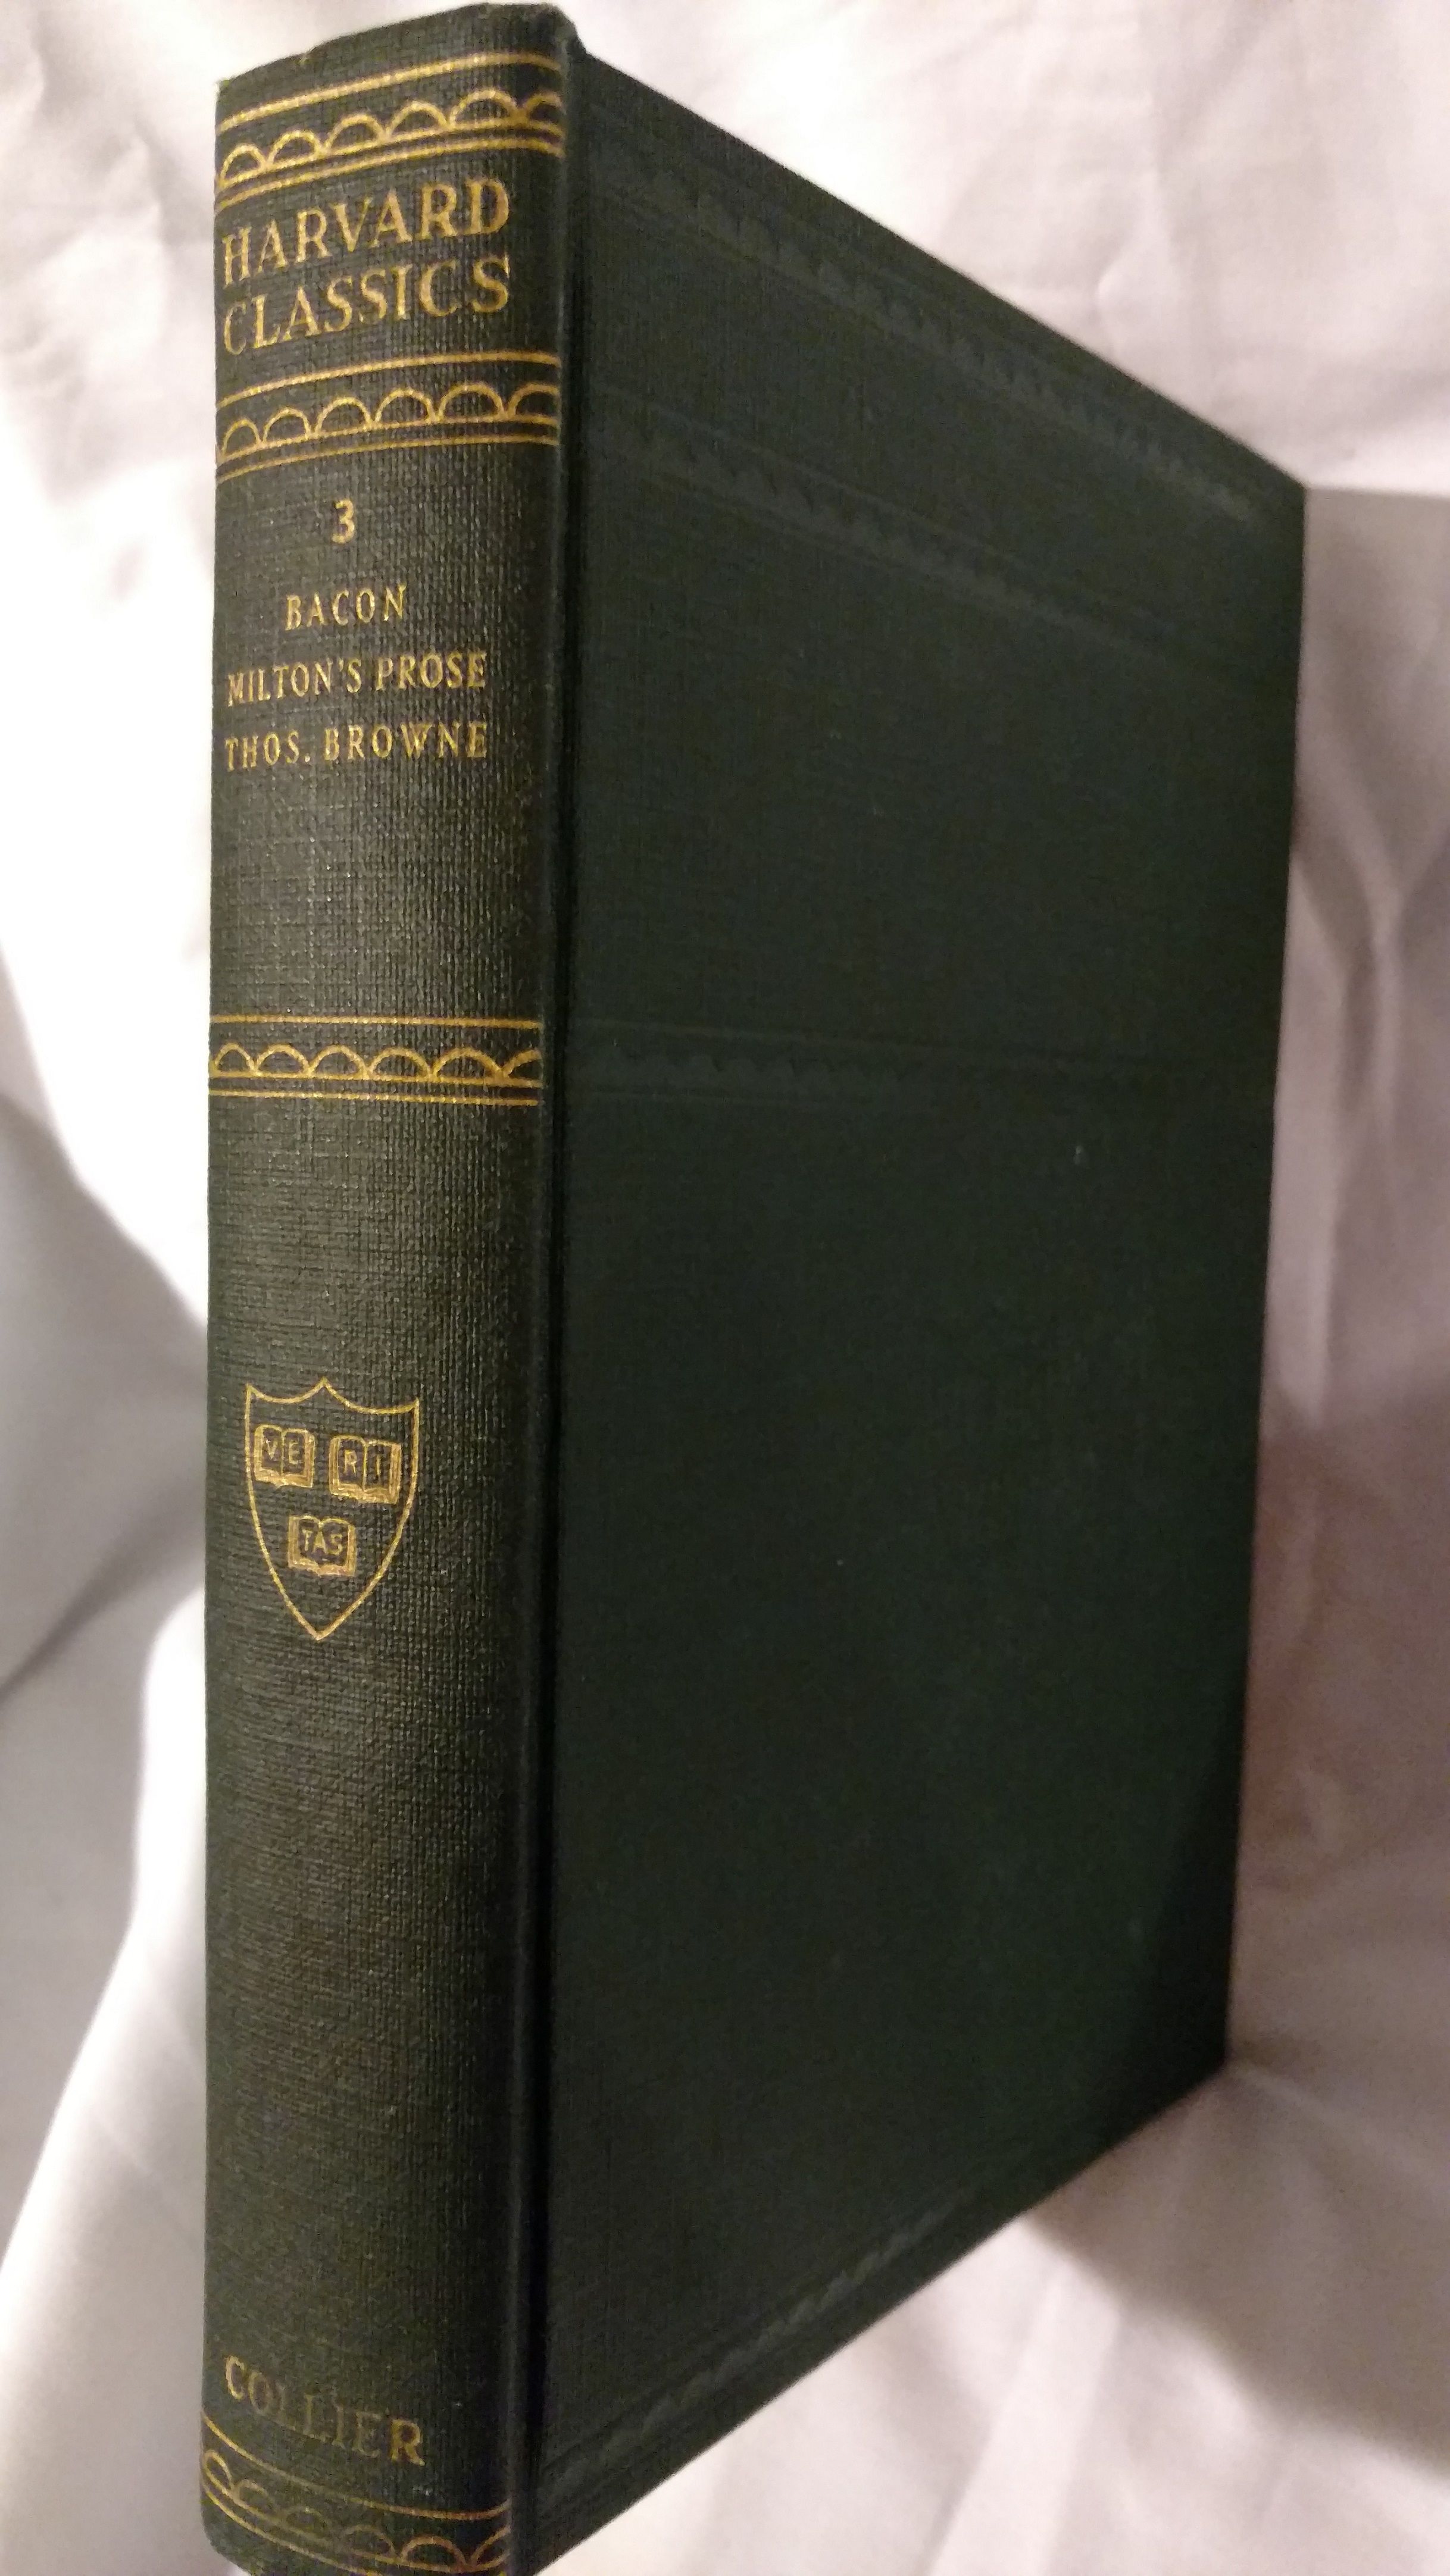 HARVARD
CLASSICS
3
BACON
MILTON'S PROSE
THOS. BROWNE
VE RI
TAS
COLLIER